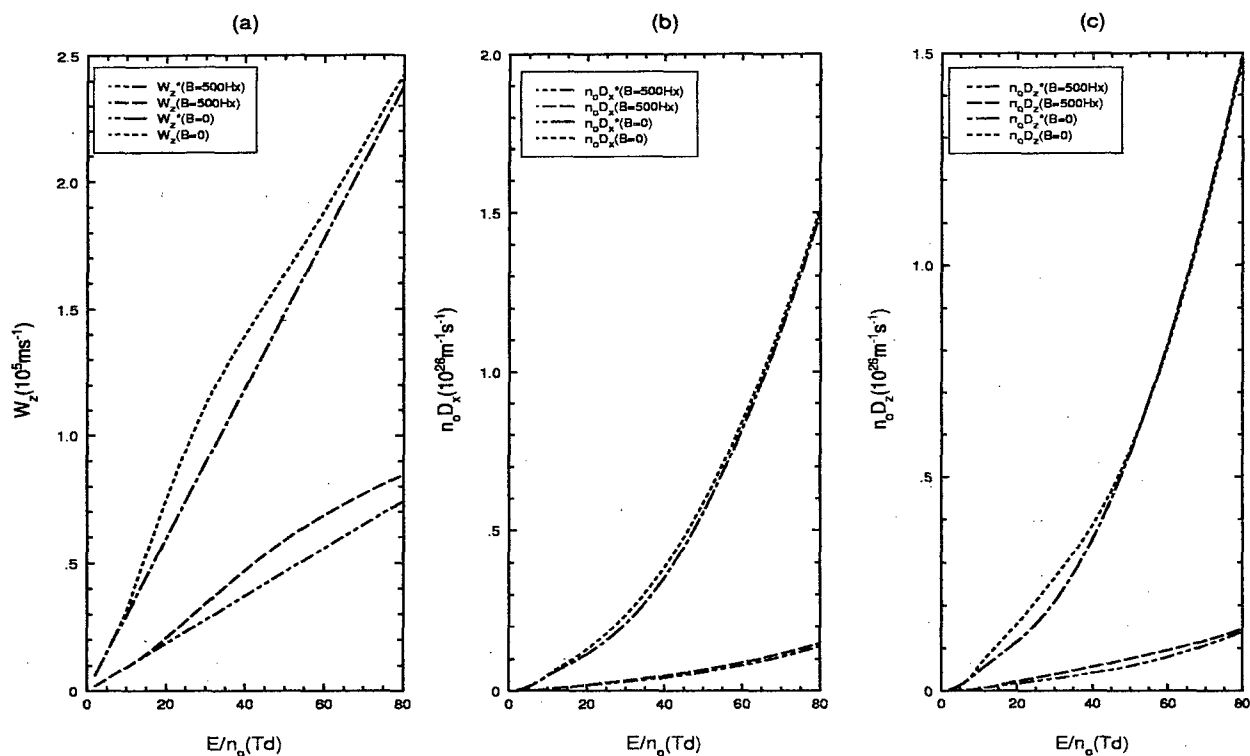 (a)
2.5
2.0
1.5
1.0
.5
0
0
20
40
60
80
W_z*(B=500Hx)
W_z(B=500Hx)
W_z*(B=0)
W_z(B=0)
W_z(10^5ms^-1)
E/n_o(Td)
(b)
2.0
1.5
1.0
.5
0
0
20
40
60
80
n_oD_x*(B=500Hx)
n_oD_x(B=500Hx)
n_oD_x*(B=0)
n_oD_x(B=0)
n_oD_x(10^26m^-1s^-1)
E/n_o(Td)
(c)
1.5
1.0
.5
0
0
20
40
60
80
n_oD_z*(B=500Hx)
n_oD_z(B=500Hx)
n_oD_z*(B=0)
n_oD_z(B=0)
n_oD_z(10^26m^-1s^-1)
E/n_o(Td)